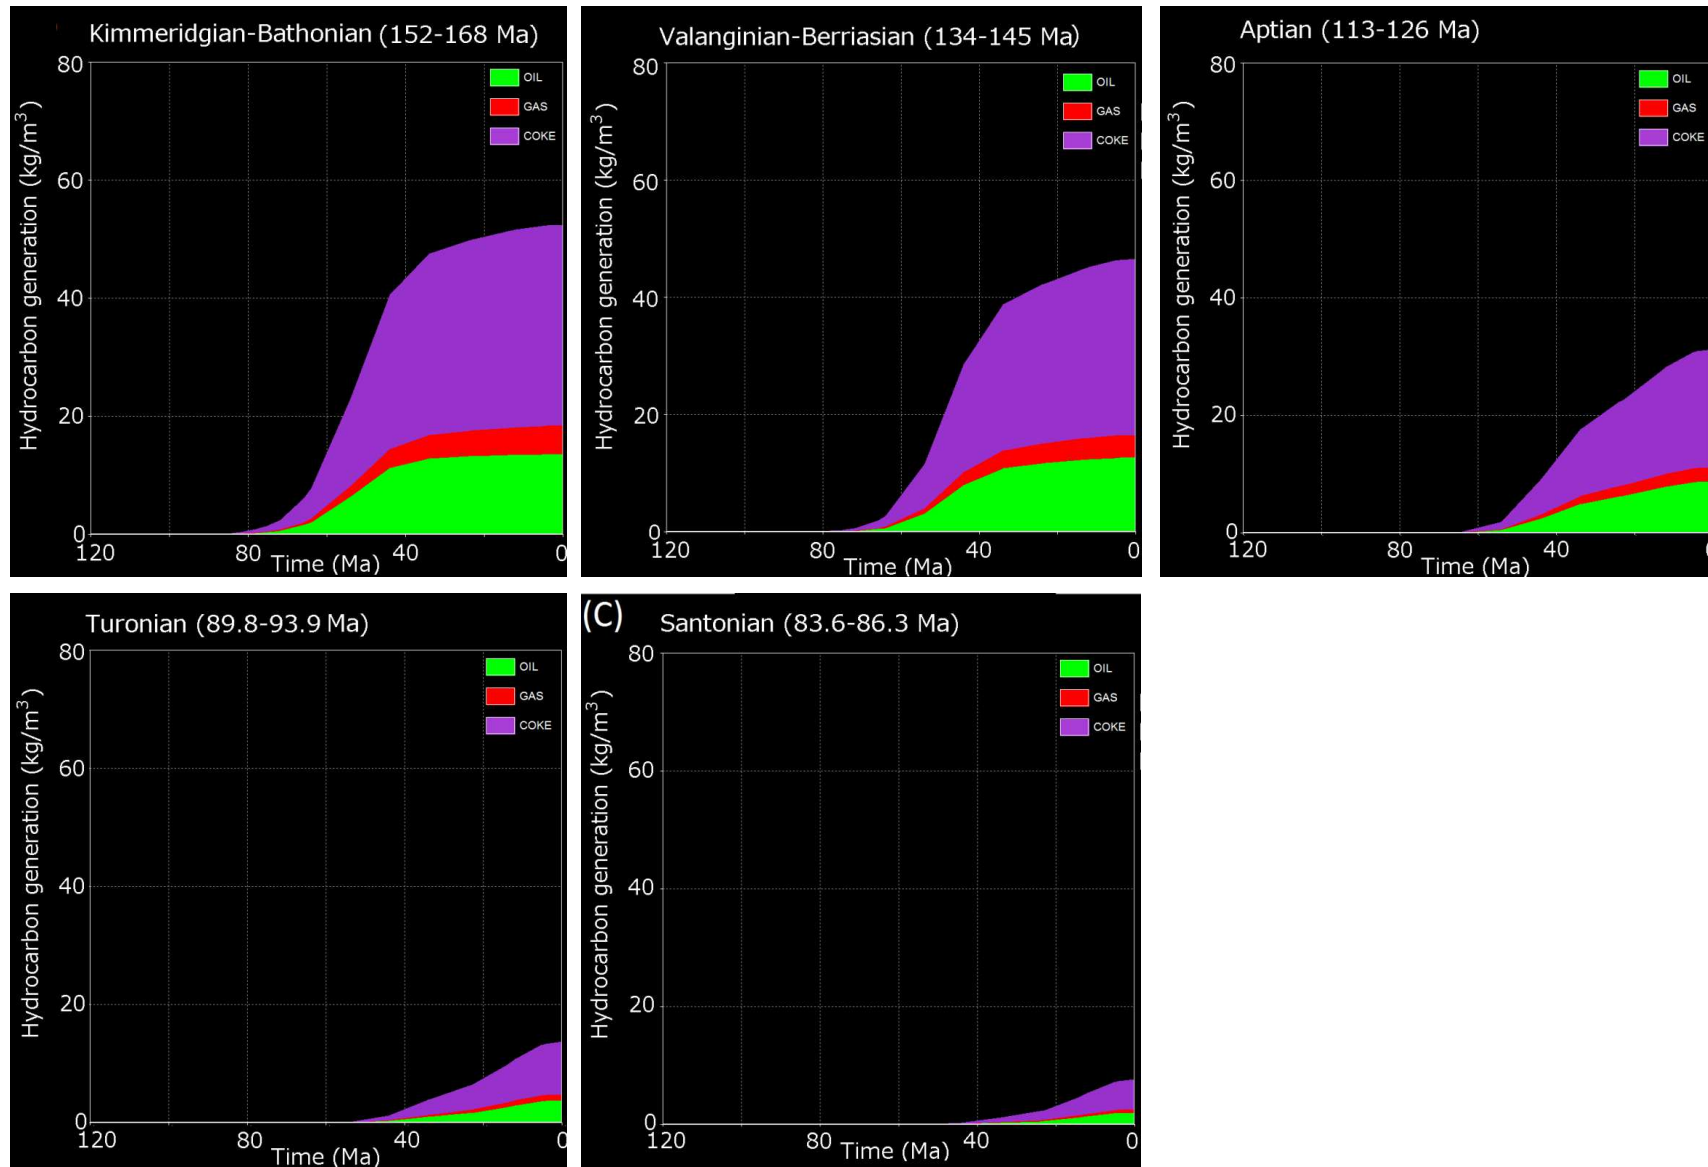 Kimmeridgian-Bathonian (152-168 Ma)
Hydrocarbon generation (kg/m³)
80
60
40
20
0
120
80
40
0
Time (Ma)
OIL
GAS
COKE
Valanginian-Berriasian (134-145 Ma)
Hydrocarbon generation (kg/m³)
80
60
40
20
0
120
80
40
0
Time (Ma)
OIL
GAS
COKE
Aptian (113-126 Ma)
Hydrocarbon generation (kg/m³)
80
60
40
20
0
120
80
40
Time (Ma)
OIL
GAS
COKE
Turonian (89.8-93.9 Ma)
Hydrocarbon generation (kg/m³)
80
60
40
20
0
120
80
40
0
Time (Ma)
OIL
GAS
COKE
(C)
Santonian (83.6-86.3 Ma)
Hydrocarbon generation (kg/m³)
80
60
40
20
0
120
80
40
0
Time (Ma)
OIL
GAS
COKE